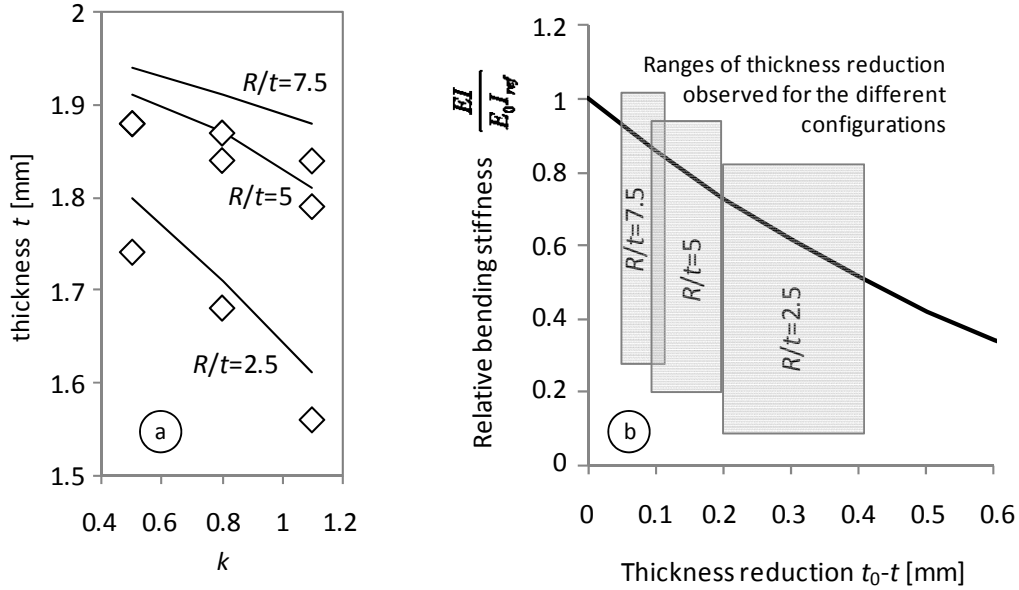 2
1.9
1.8
1.7
1.6
1.5
thickness t [mm]
R/t=7.5
R/t=5
R/t=2.5
a
0.4 0.6 0.8 1 1.2
k
1.2
1
0.8
0.6
0.4
0.2
0
Relative bending stiffness EI / E₀I_ref
Ranges of thickness reduction
observed for the different
configurations
R/t=7.5
R/t=5
R/t=2.5
b
0 0.1 0.2 0.3 0.4 0.5 0.6
Thickness reduction t₀-t [mm]